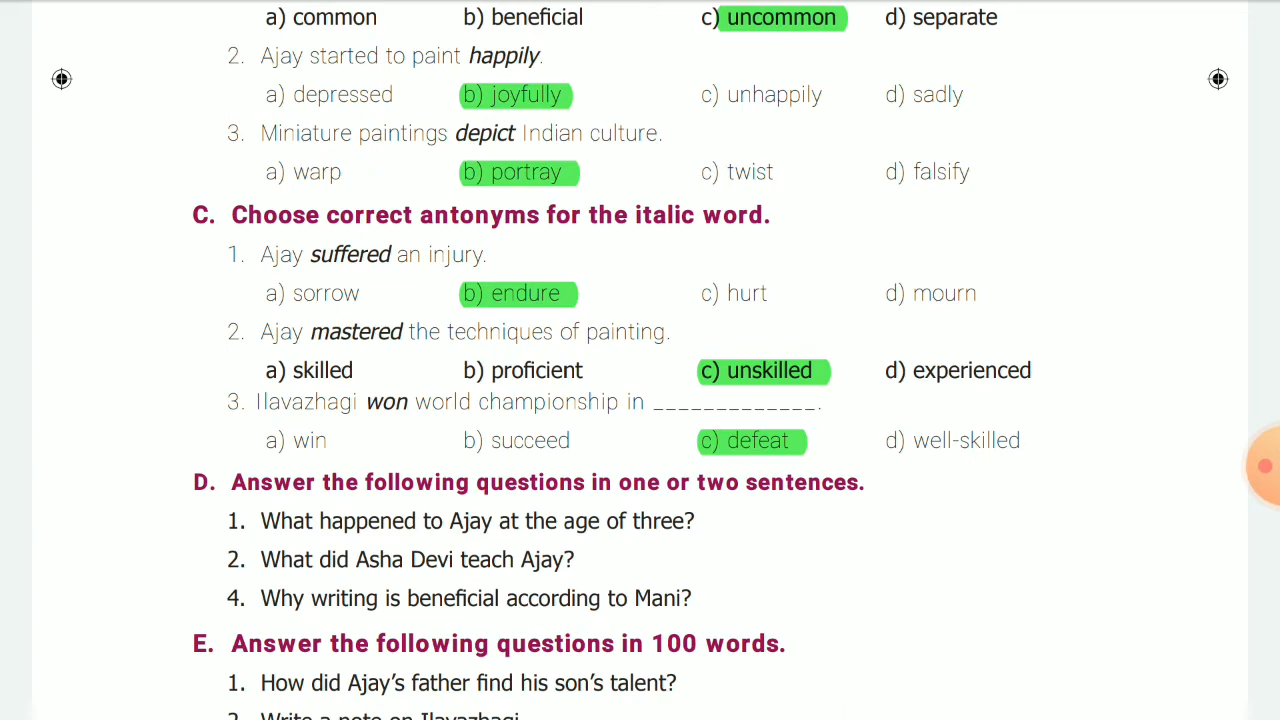 a) common b) beneficial c) uncommon d) separate
2. Ajay started to paint happily.
a) depressed b) joyfully c) unhappily d) sadly
3. Miniature paintings depict Indian culture.
a) warp b) portray c) twist d) falsify
C. Choose correct antonyms for the italic word.
1. Ajay suffered an injury.
a) sorrow b) endure c) hurt d) mourn
2. Ajay mastered the techniques of painting.
a) skilled b) proficient c) unskilled d) experienced
3. Ilavazhagi won world championship in _____________.
a) win b) succeed c) defeat d) well-skilled
D. Answer the following questions in one or two sentences.
1. What happened to Ajay at the age of three?
2. What did Asha Devi teach Ajay?
4. Why writing is beneficial according to Mani?
E. Answer the following questions in 100 words.
1. How did Ajay’s father find his son’s talent?
2. Write a note on Ilavazhagi.